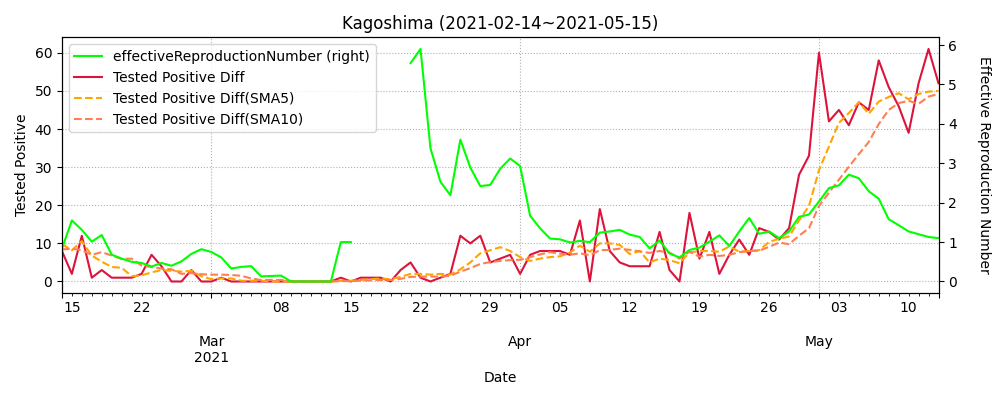 Kagoshima (2021-02-14~2021-05-15)
effectiveReproductionNumber (right)
Tested Positive Diff
Tested Positive Diff(SMA5)
Tested Positive Diff(SMA10)
Tested Positive
60
50
40
30
20
10
0
6
5
4
3
2
1
0
Effective Reproduction Number
15 22 08 15 22 29 05 12 19 26 03 10
Mar Apr May
2021
Date